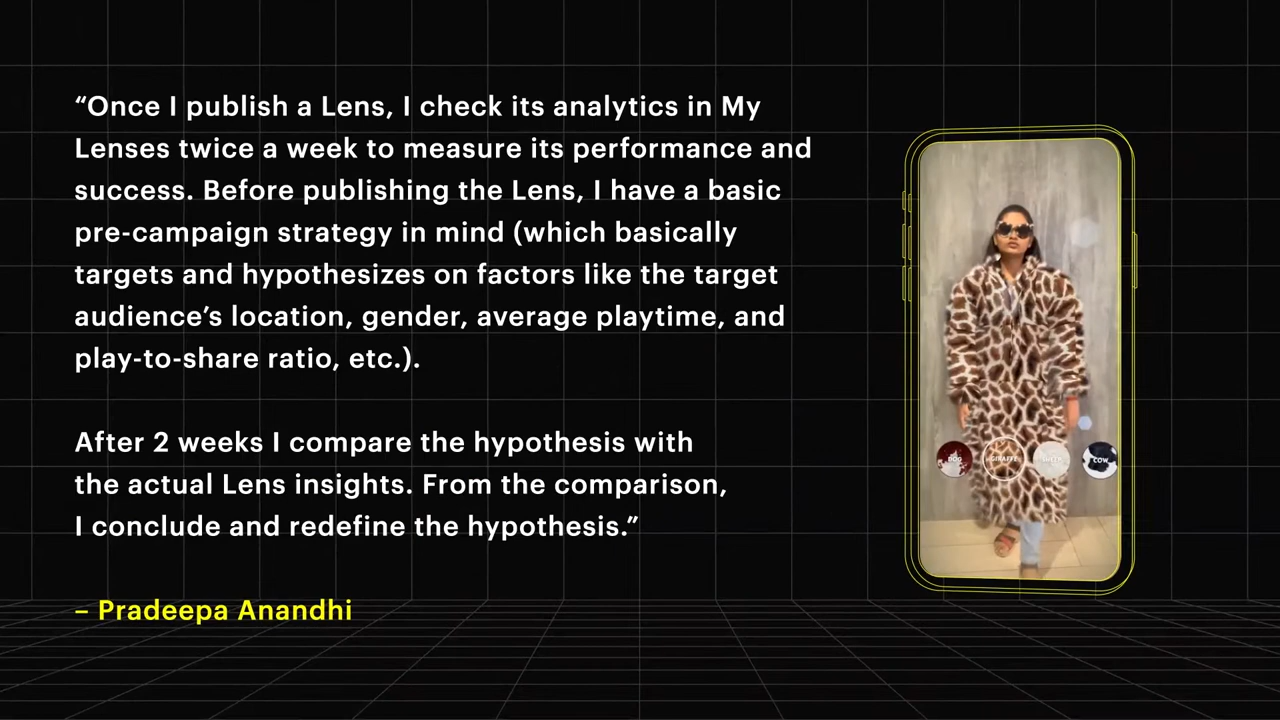 “Once I publish a Lens, I check its analytics in My
Lenses twice a week to measure its performance and
success. Before publishing the Lens, I have a basic
pre-campaign strategy in mind (which basically
targets and hypothesizes on factors like the target
audience’s location, gender, average playtime, and
play-to-share ratio, etc.).
After 2 weeks I compare the hypothesis with
the actual Lens insights. From the comparison,
I conclude and redefine the hypothesis.”
– Pradeepa Anandhi
DOG
GIRAFFE
COW